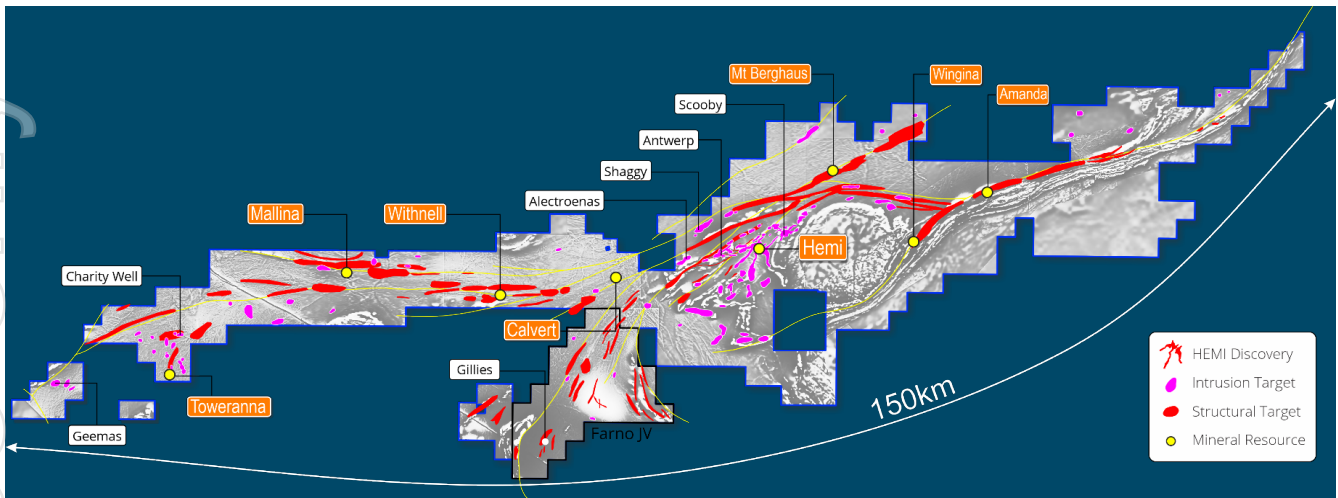 Mt Berghaus
Wingina
Amanda
Scooby
Antwerp
Shaggy
Alectroenas
Mallina
Withnell
Hemi
Charity Well
Calvert
Gillies
Toweranna
Geemas
Farno JV
150km
HEMI Discovery
Intrusion Target
Structural Target
Mineral Resource